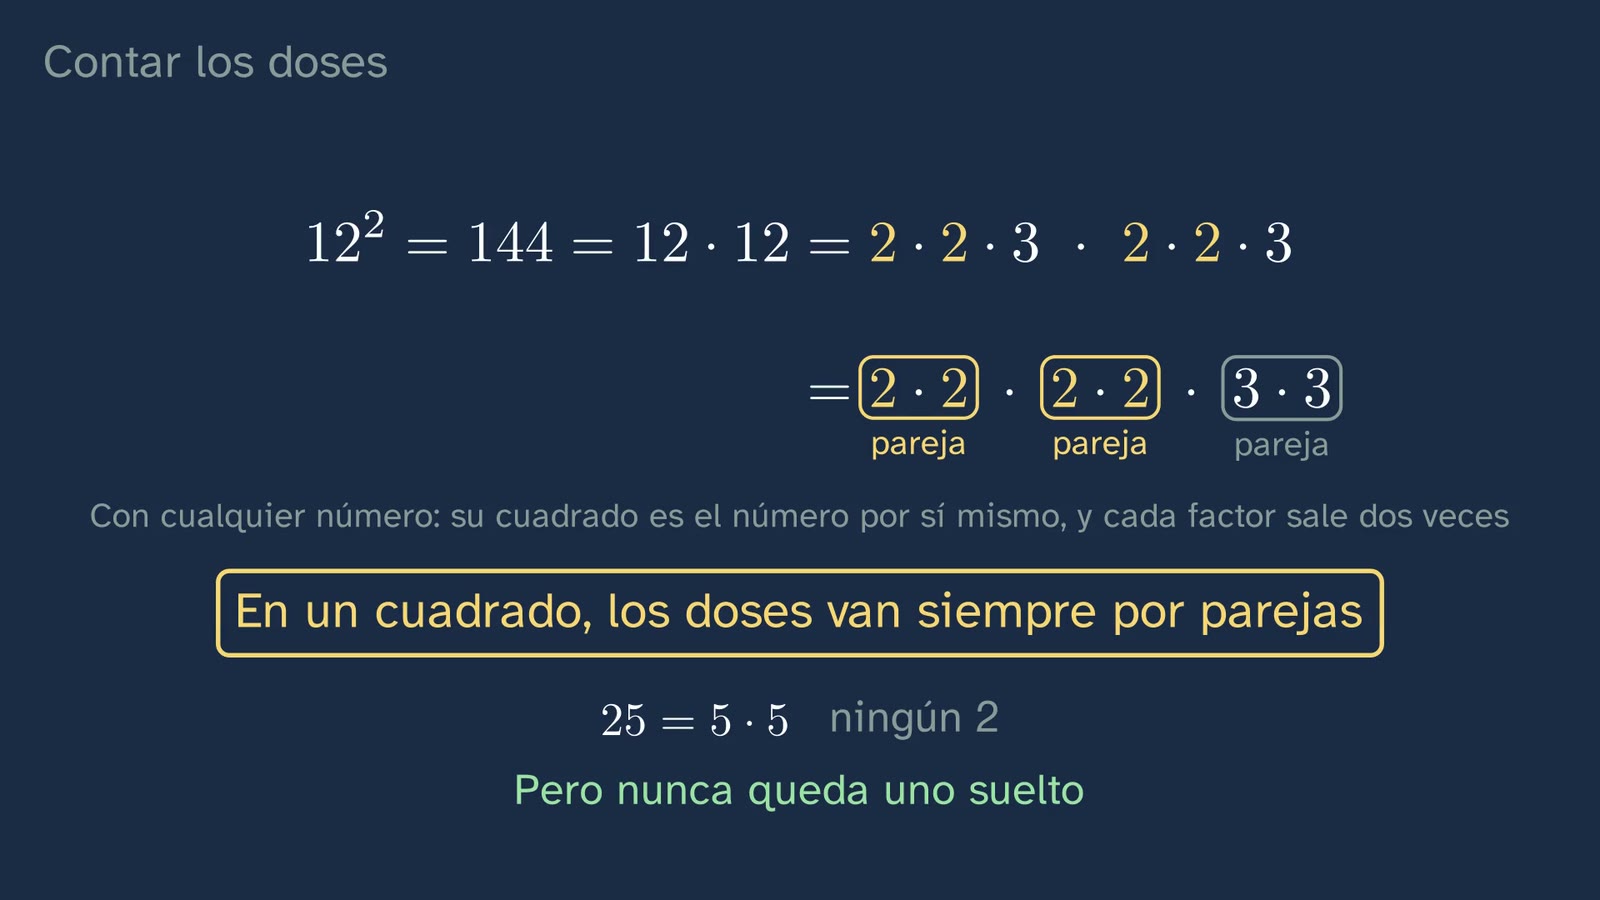 Contar los doses
12² = 144 = 12 · 12 = 2 · 2 · 3 · 2 · 2 · 3
= 2 · 2 · 2 · 2 · 3 · 3
pareja pareja pareja
Con cualquier número: su cuadrado es el número por sí mismo, y cada factor sale dos veces
En un cuadrado, los doses van siempre por parejas
25 = 5 · 5 ningún 2
Pero nunca queda uno suelto